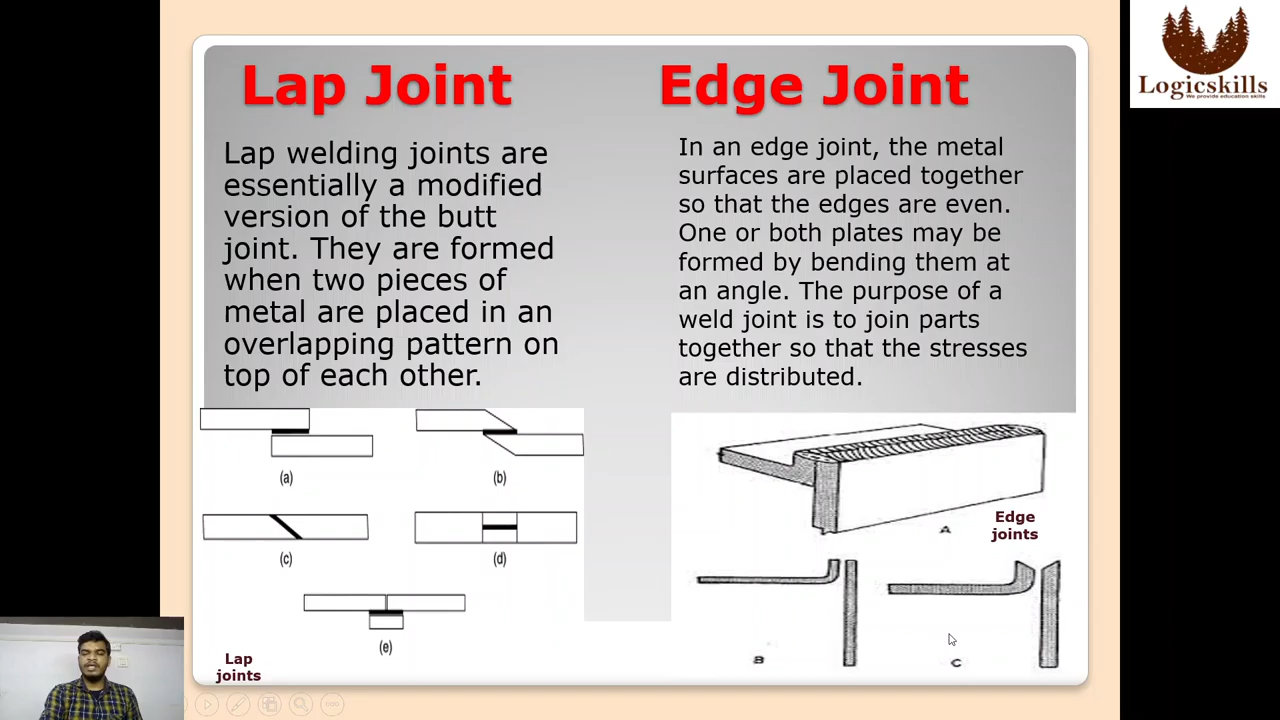 Lap Joint
Lap welding joints are
essentially a modified
version of the butt
joint. They are formed
when two pieces of
metal are placed in an
overlapping pattern on
top of each other.
(a)
(b)
(c)
(d)
(e)
Lap
joints
Edge Joint
In an edge joint, the metal
surfaces are placed together
so that the edges are even.
One or both plates may be
formed by bending them at
an angle. The purpose of a
weld joint is to join parts
together so that the stresses
are distributed.
A
Edge
joints
B
C
Logicskills
We provide education skills